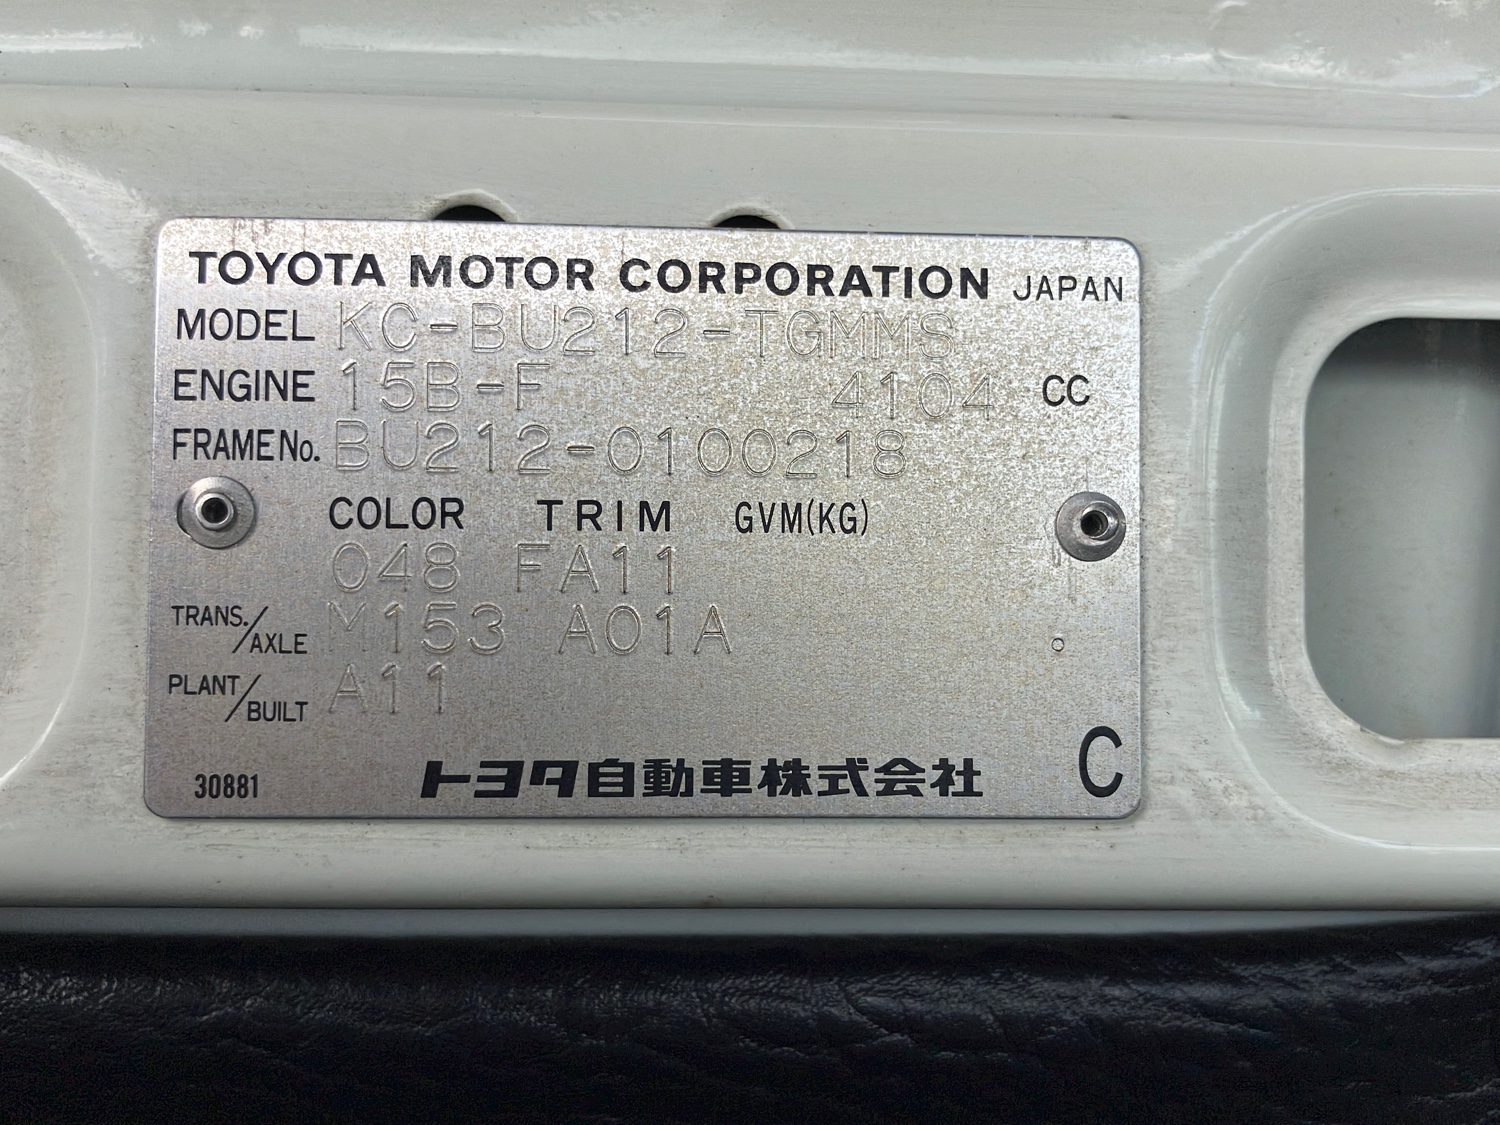 TOYOTA MOTOR CORPORATION JAPAN
MODEL KC-BU212-TGMMS
ENGINE 15B-F 4104 CC
FRAME No. BU212-0100218
COLOR TRIM GVM(KG)
048 FA11
TRANS./AXLE M153 A01A
PLANT/BUILT A11
30881 トヨタ自動車株式会社 C